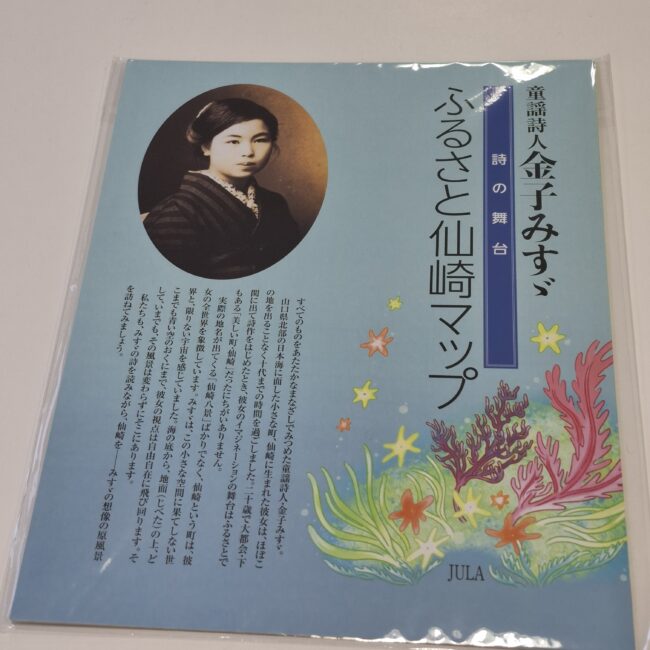 童謡詩人金子みすゞ
詩の舞台
ふるさと仙崎マップ
すべてのものをあたたかなまなざしでみつめた童謡詩人金子みすゞ。
山口県北部の日本海に面した小さな町、仙崎に生まれた彼女は、ほぼこ
の地を出ることなく十代までの時間を過ごしました。二十歳で大都会・下
関に出て詩作をはじめたとき、彼女のイマジネーションの舞台はふるさとで
もある「美しい町・仙崎」だったにちがいありません。
実際の地名が出てくる「仙崎八景」ばかりでなく、仙崎という町は、彼
女の全世界を象徴しています。みすゞは、この小さな空間に果てしない世
界と、限りない宇宙を感じていました。海の底から、地面（じべた）の上、ど
こまでも青い空のおくにまで、彼女の視点は自由自在に飛び回ります。そ
して、いまでも、その風景は変わらずにそこにあります。
私たちも、みすゞの詩を読みながら、仙崎を――みすゞの想像の原風景
を訪ねてみましょう。
JULA